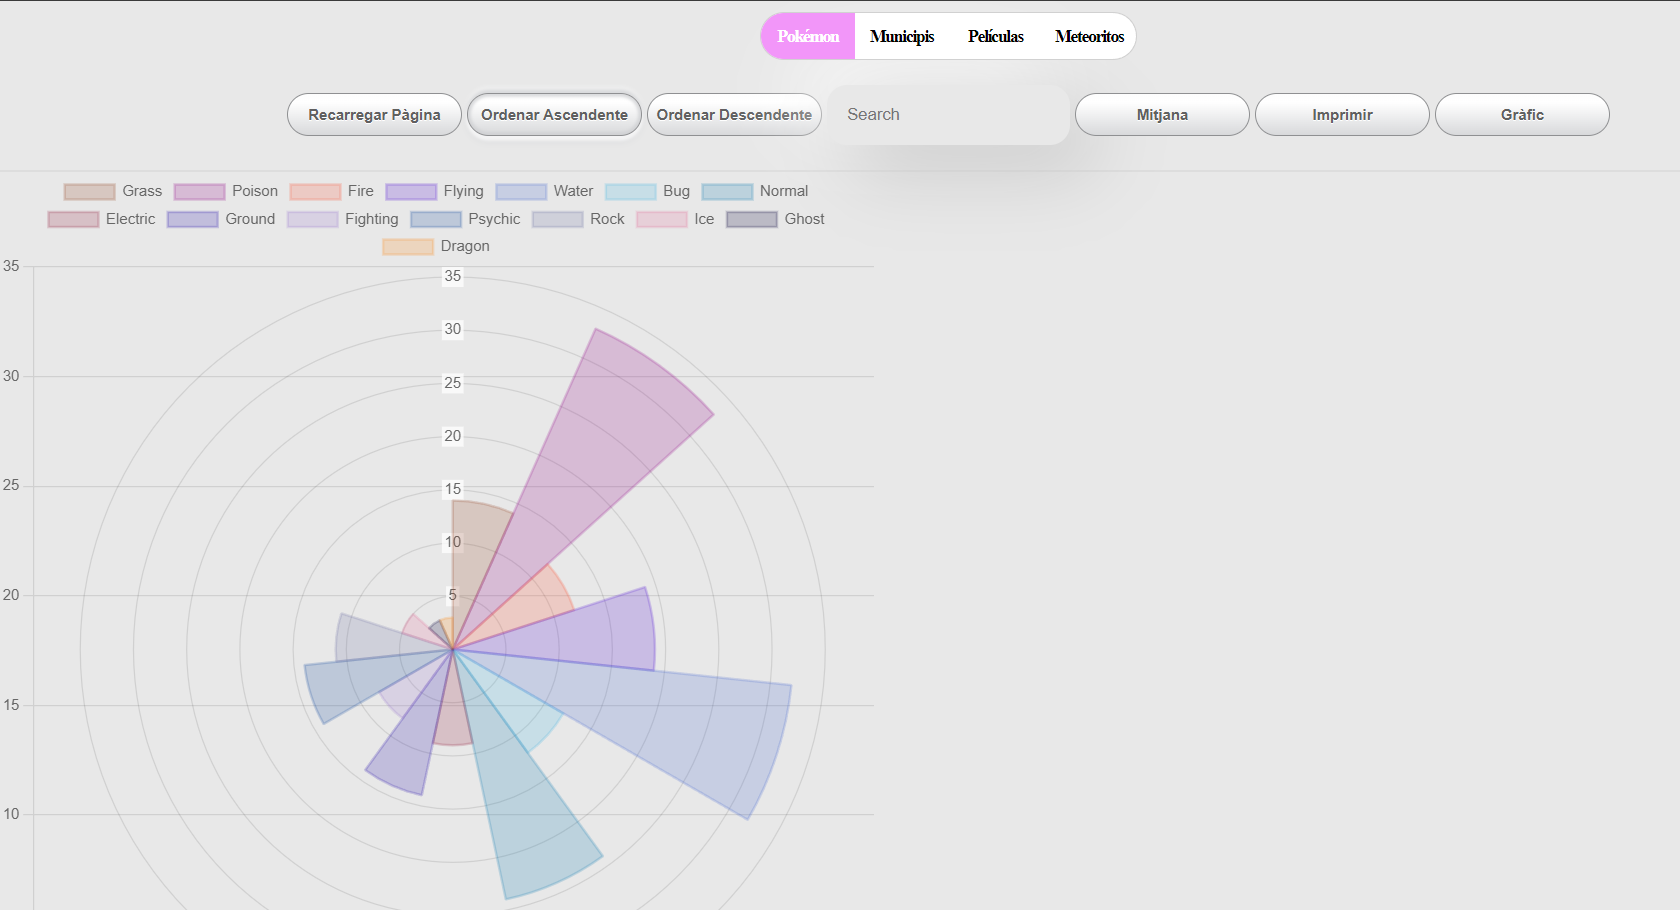 Pokémon Municipis Películas Meteoritos
Recarregar Pàgina Ordenar Ascendente Ordenar Descendente Search Mitjana Imprimir Gràfic
Grass Poison Fire Flying Water Bug Normal
Electric Ground Fighting Psychic Rock Ice Ghost
Dragon
35
35
30
30
25
20
25
15
10
20
5
15
10